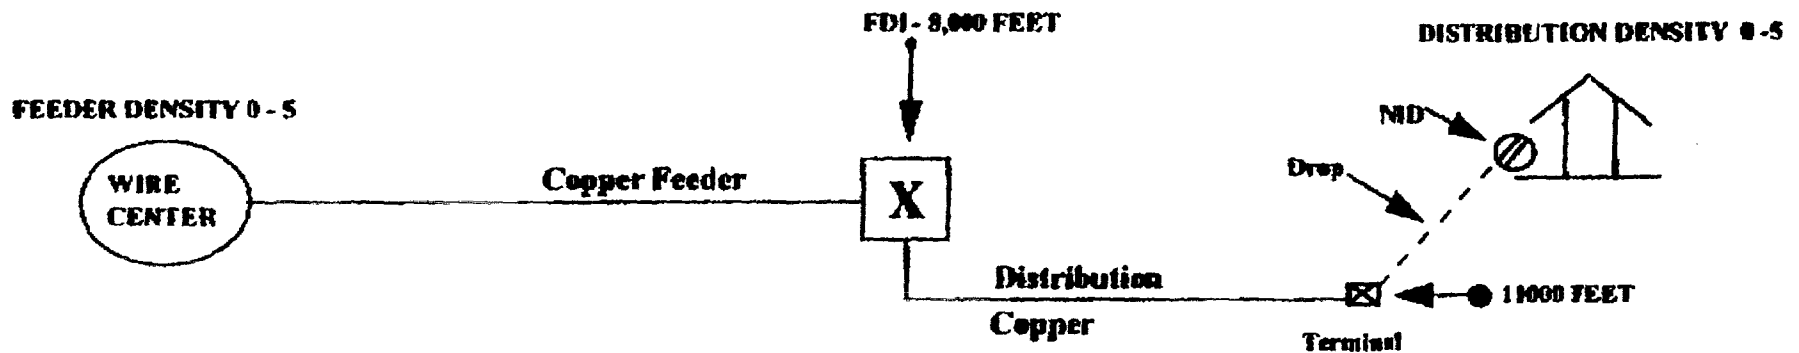 FDI - 8,000 FEET
DISTRIBUTION DENSITY 0 -5
FEEDER DENSITY 0 - 5
NID
WIRE
CENTER
Copper Feeder
X
Drop
Distribution
Copper
11000 FEET
Terminal